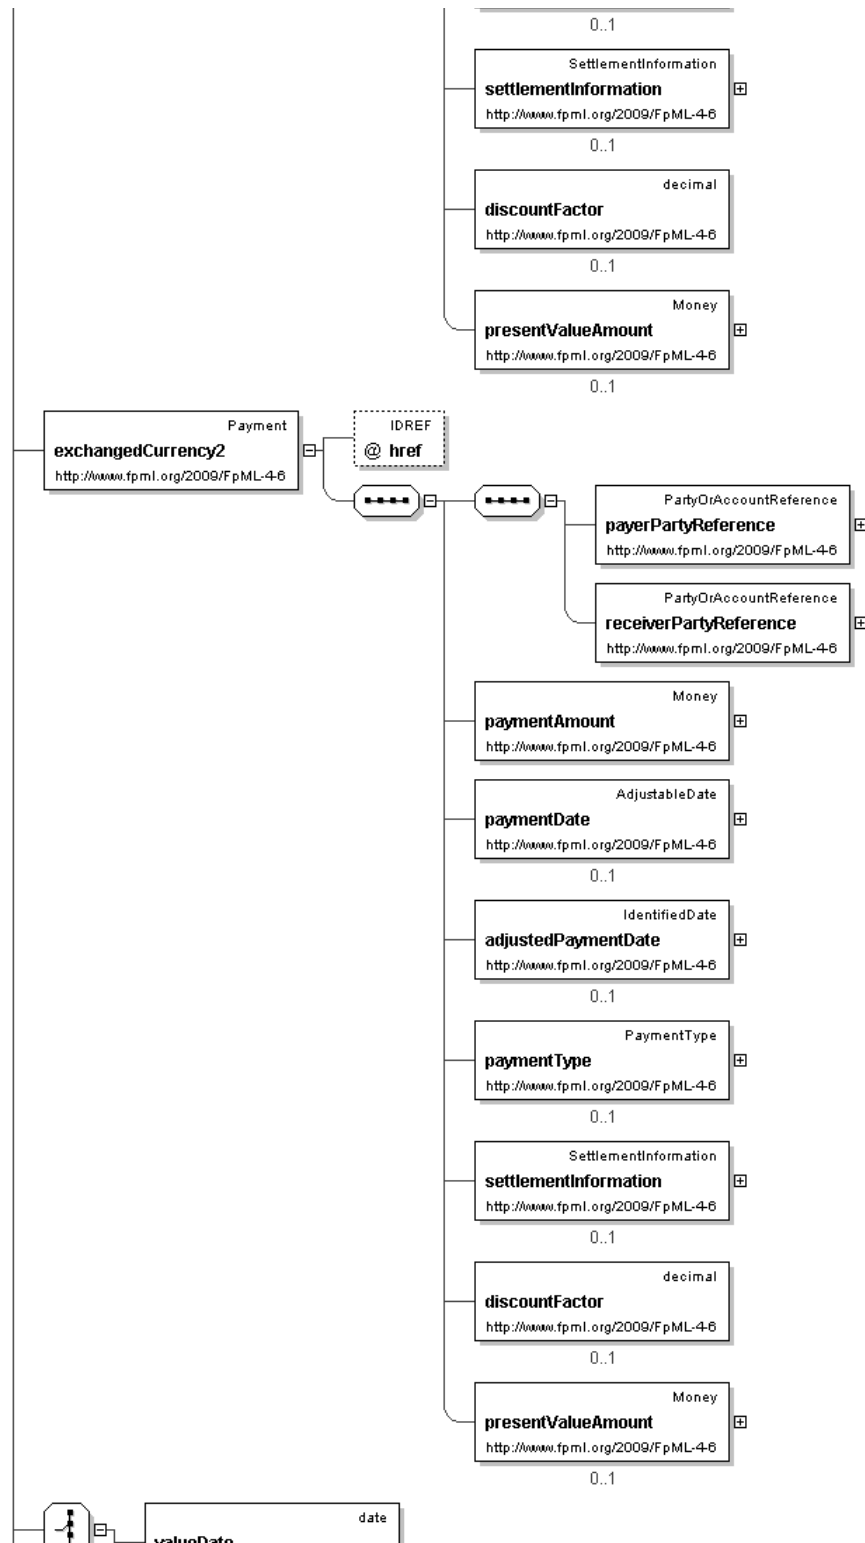 0..1
SettlementInformation
settlementInformation
http://www.fpml.org/2009/FpML-4-6
0..1
decimal
discountFactor
http://www.fpml.org/2009/FpML-4-6
0..1
Money
presentValueAmount
http://www.fpml.org/2009/FpML-4-6
0..1
Payment
exchangedCurrency2
http://www.fpml.org/2009/FpML-4-6
IDREF
@ href
PartyOrAccountReference
payerPartyReference
http://www.fpml.org/2009/FpML-4-6
PartyOrAccountReference
receiverPartyReference
http://www.fpml.org/2009/FpML-4-6
Money
paymentAmount
http://www.fpml.org/2009/FpML-4-6
AdjustableDate
paymentDate
http://www.fpml.org/2009/FpML-4-6
0..1
IdentifiedDate
adjustedPaymentDate
http://www.fpml.org/2009/FpML-4-6
0..1
PaymentType
paymentType
http://www.fpml.org/2009/FpML-4-6
0..1
SettlementInformation
settlementInformation
http://www.fpml.org/2009/FpML-4-6
0..1
decimal
discountFactor
http://www.fpml.org/2009/FpML-4-6
0..1
Money
presentValueAmount
http://www.fpml.org/2009/FpML-4-6
0..1
date
valueDate